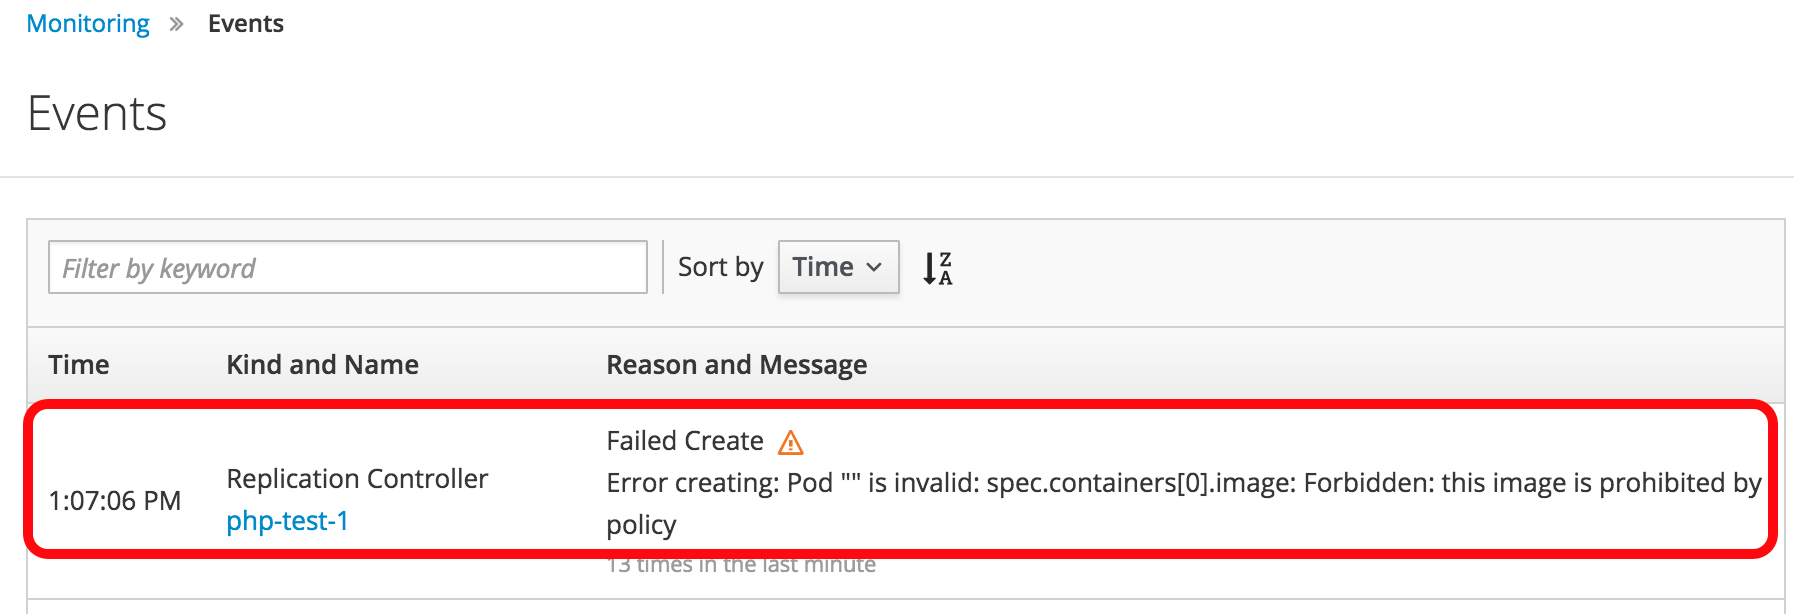 Monitoring » Events
Events
Filter by keyword Sort by Time Z A
Time Kind and Name Reason and Message
Failed Create
Replication Controller Error creating: Pod "" is invalid: spec.containers[0].image: Forbidden: this image is prohibited by
1:07:06 PM
php-test-1 policy
13 times in the last minute